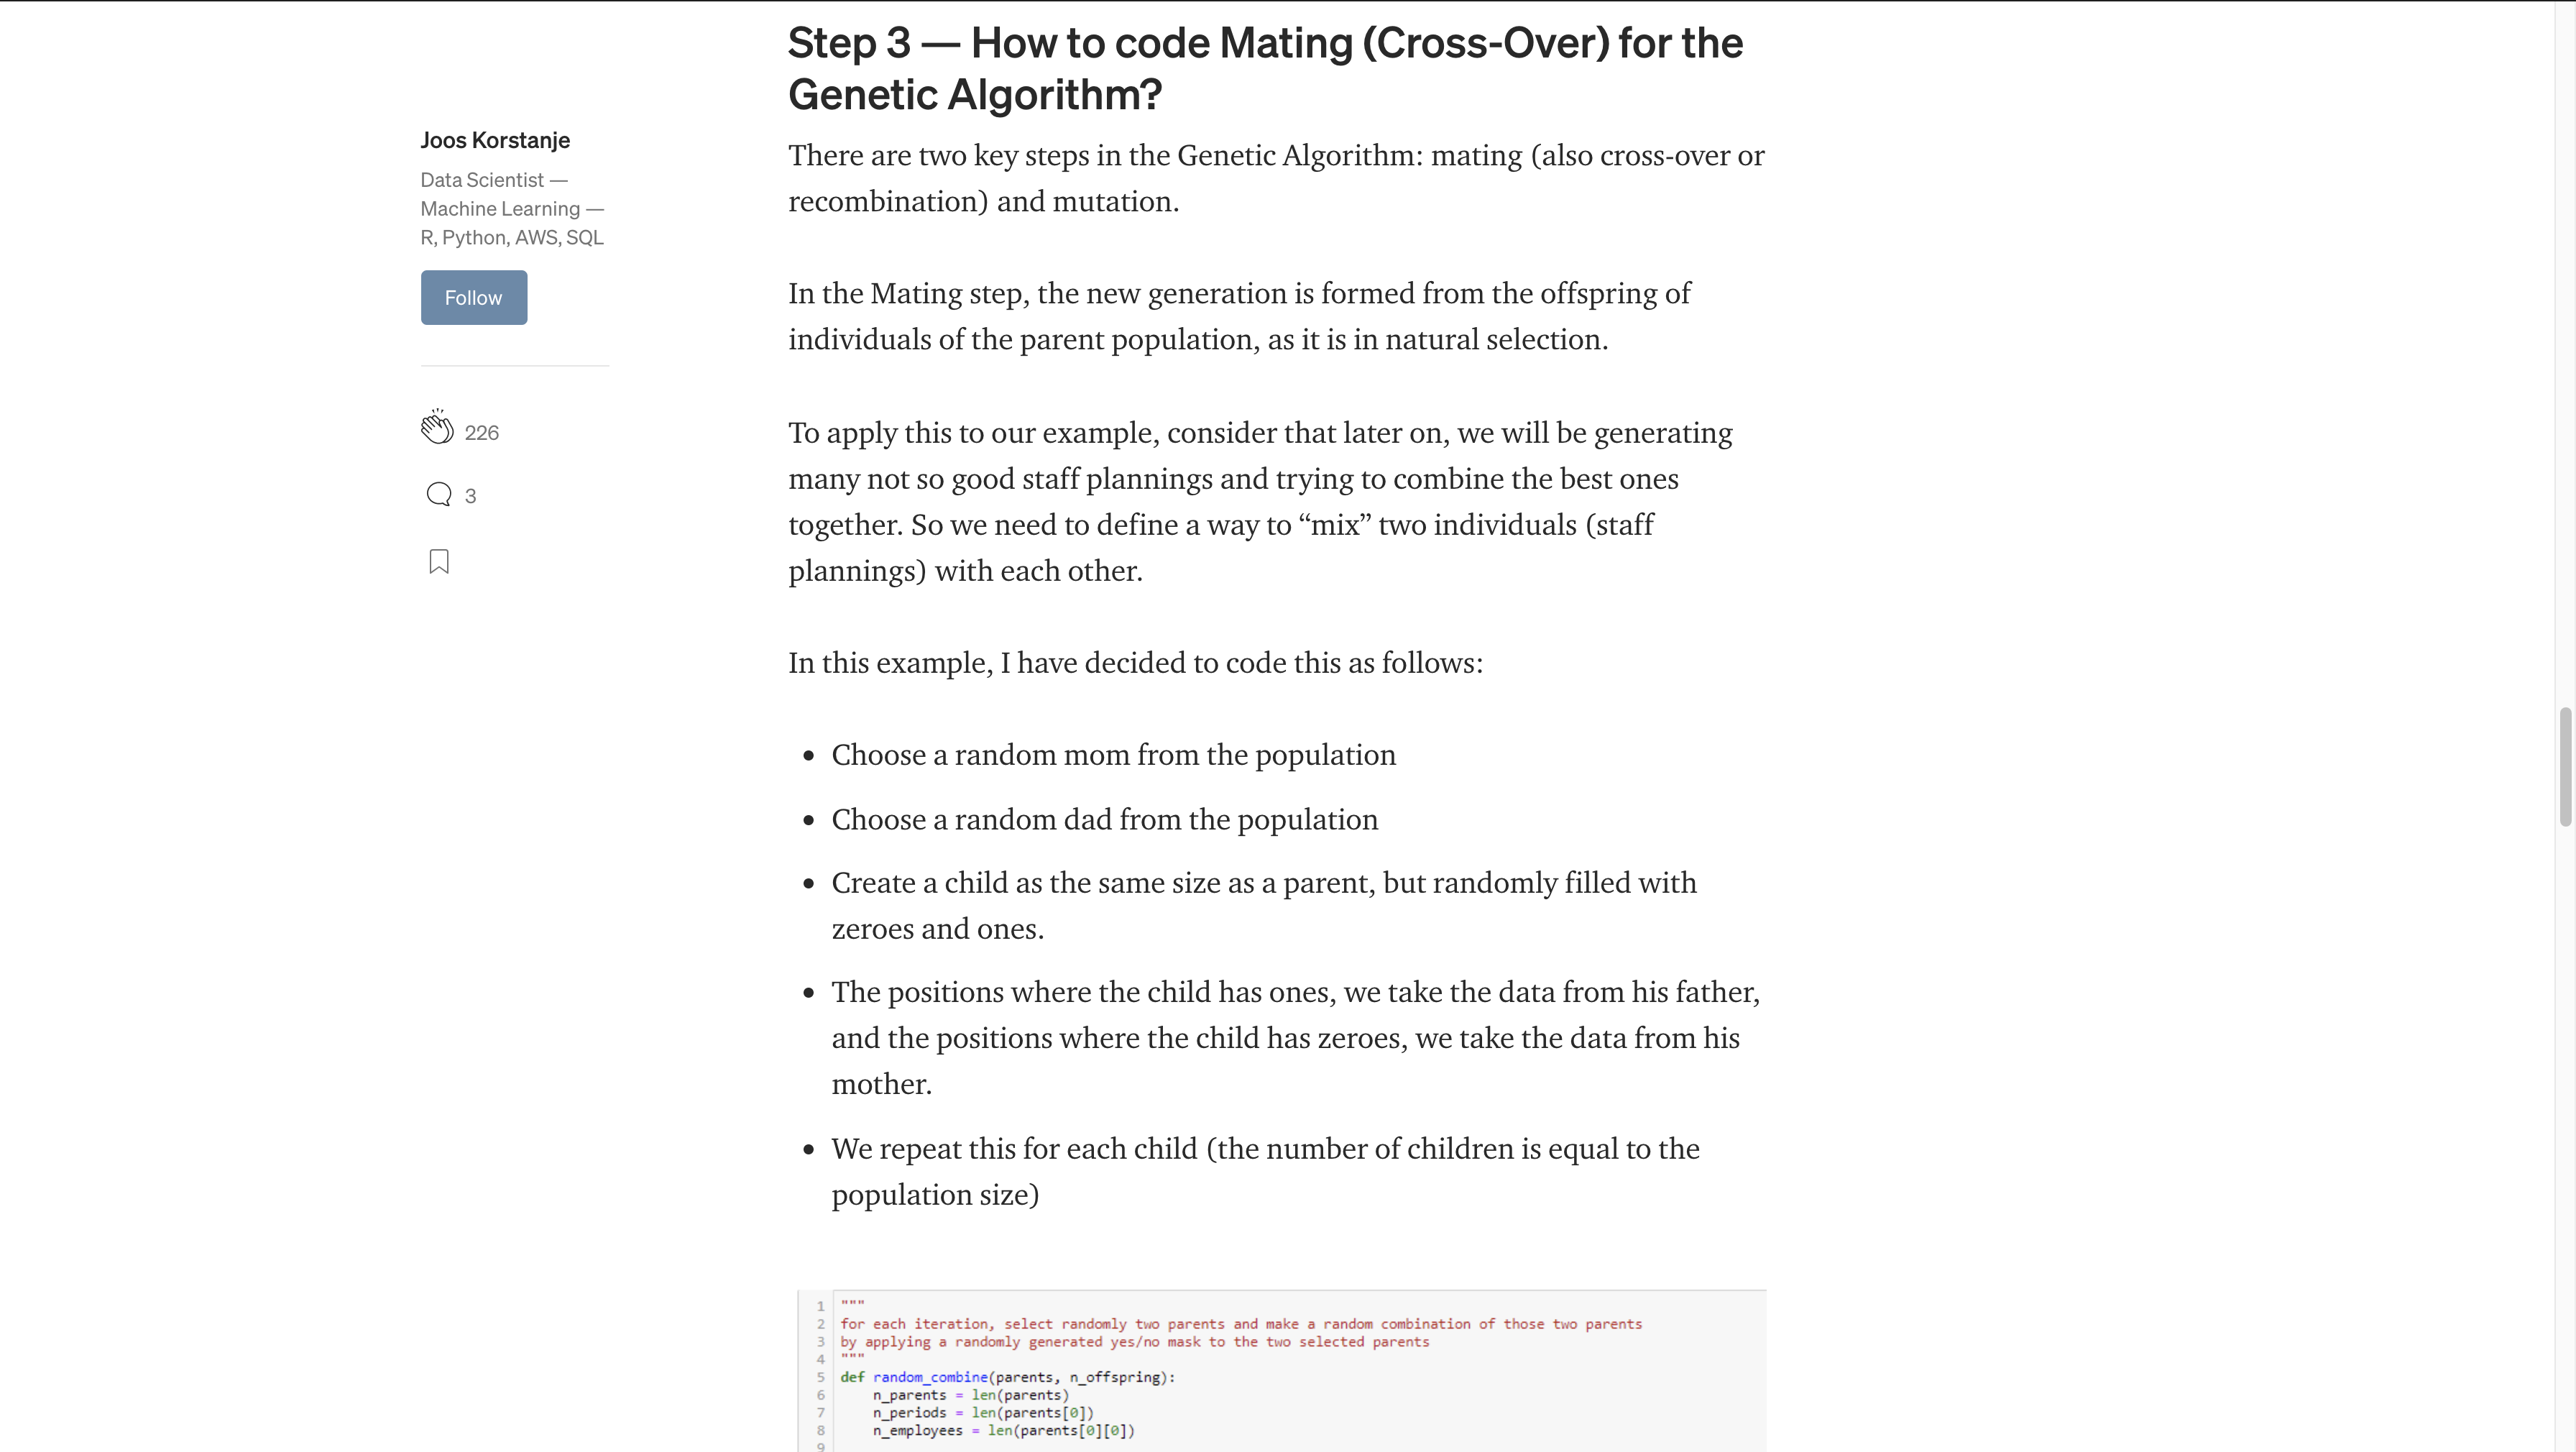 Step 3 — How to code Mating (Cross-Over) for the
Genetic Algorithm?
Joos Korstanje
Data Scientist —
Machine Learning —
R, Python, AWS, SQL
Follow
226
3
There are two key steps in the Genetic Algorithm: mating (also cross-over or
recombination) and mutation.
In the Mating step, the new generation is formed from the offspring of
individuals of the parent population, as it is in natural selection.
To apply this to our example, consider that later on, we will be generating
many not so good staff plannings and trying to combine the best ones
together. So we need to define a way to “mix” two individuals (staff
plannings) with each other.
In this example, I have decided to code this as follows:
• Choose a random mom from the population
• Choose a random dad from the population
• Create a child as the same size as a parent, but randomly filled with
zeroes and ones.
• The positions where the child has ones, we take the data from his father,
and the positions where the child has zeroes, we take the data from his
mother.
• We repeat this for each child (the number of children is equal to the
population size)
1 """
2 for each iteration, select randomly two parents and make a random combination of those two parents
3 by applying a randomly generated yes/no mask to the two selected parents
4 """
5 def random_combine(parents, n_offspring):
6     n_parents = len(parents)
7     n_periods = len(parents[0])
8     n_employees = len(parents[0][0])
9